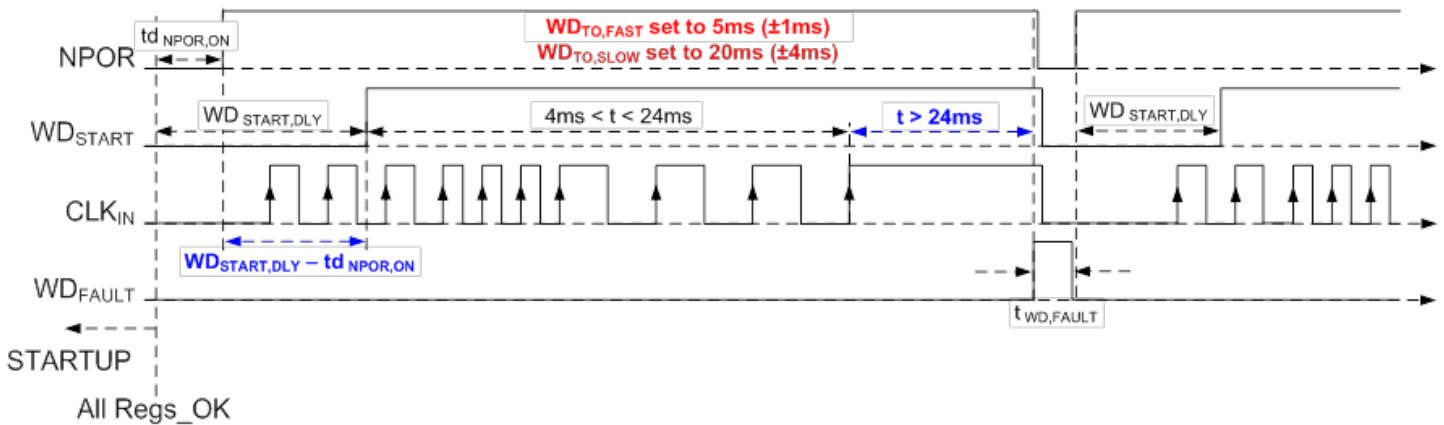 td NPOR,ON
WDTO,FAST set to 5ms (±1ms)
WDTO,SLOW set to 20ms (±4ms)
NPOR
WD START,DLY
4ms < t < 24ms
t > 24ms
WD START,DLY
WDSTART
CLKIN
WDSTART,DLY – td NPOR,ON
WDFAULT
t WD,FAULT
STARTUP
All Regs_OK